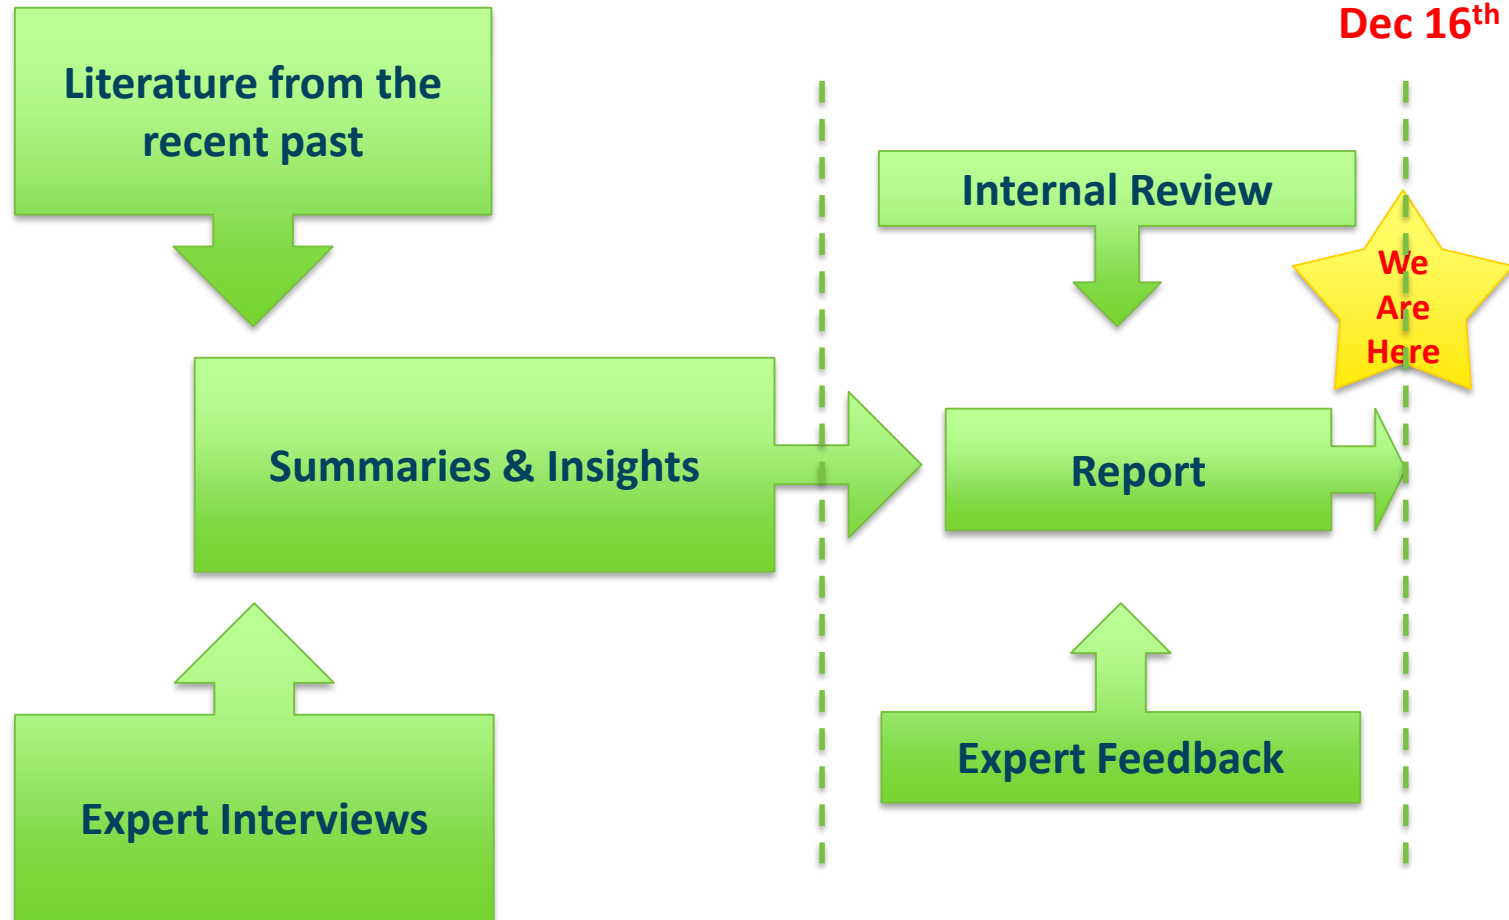 Dec 16th
Literature from the
recent past
Internal Review
We
Are
Here
Summaries & Insights
Report
Expert Feedback
Expert Interviews